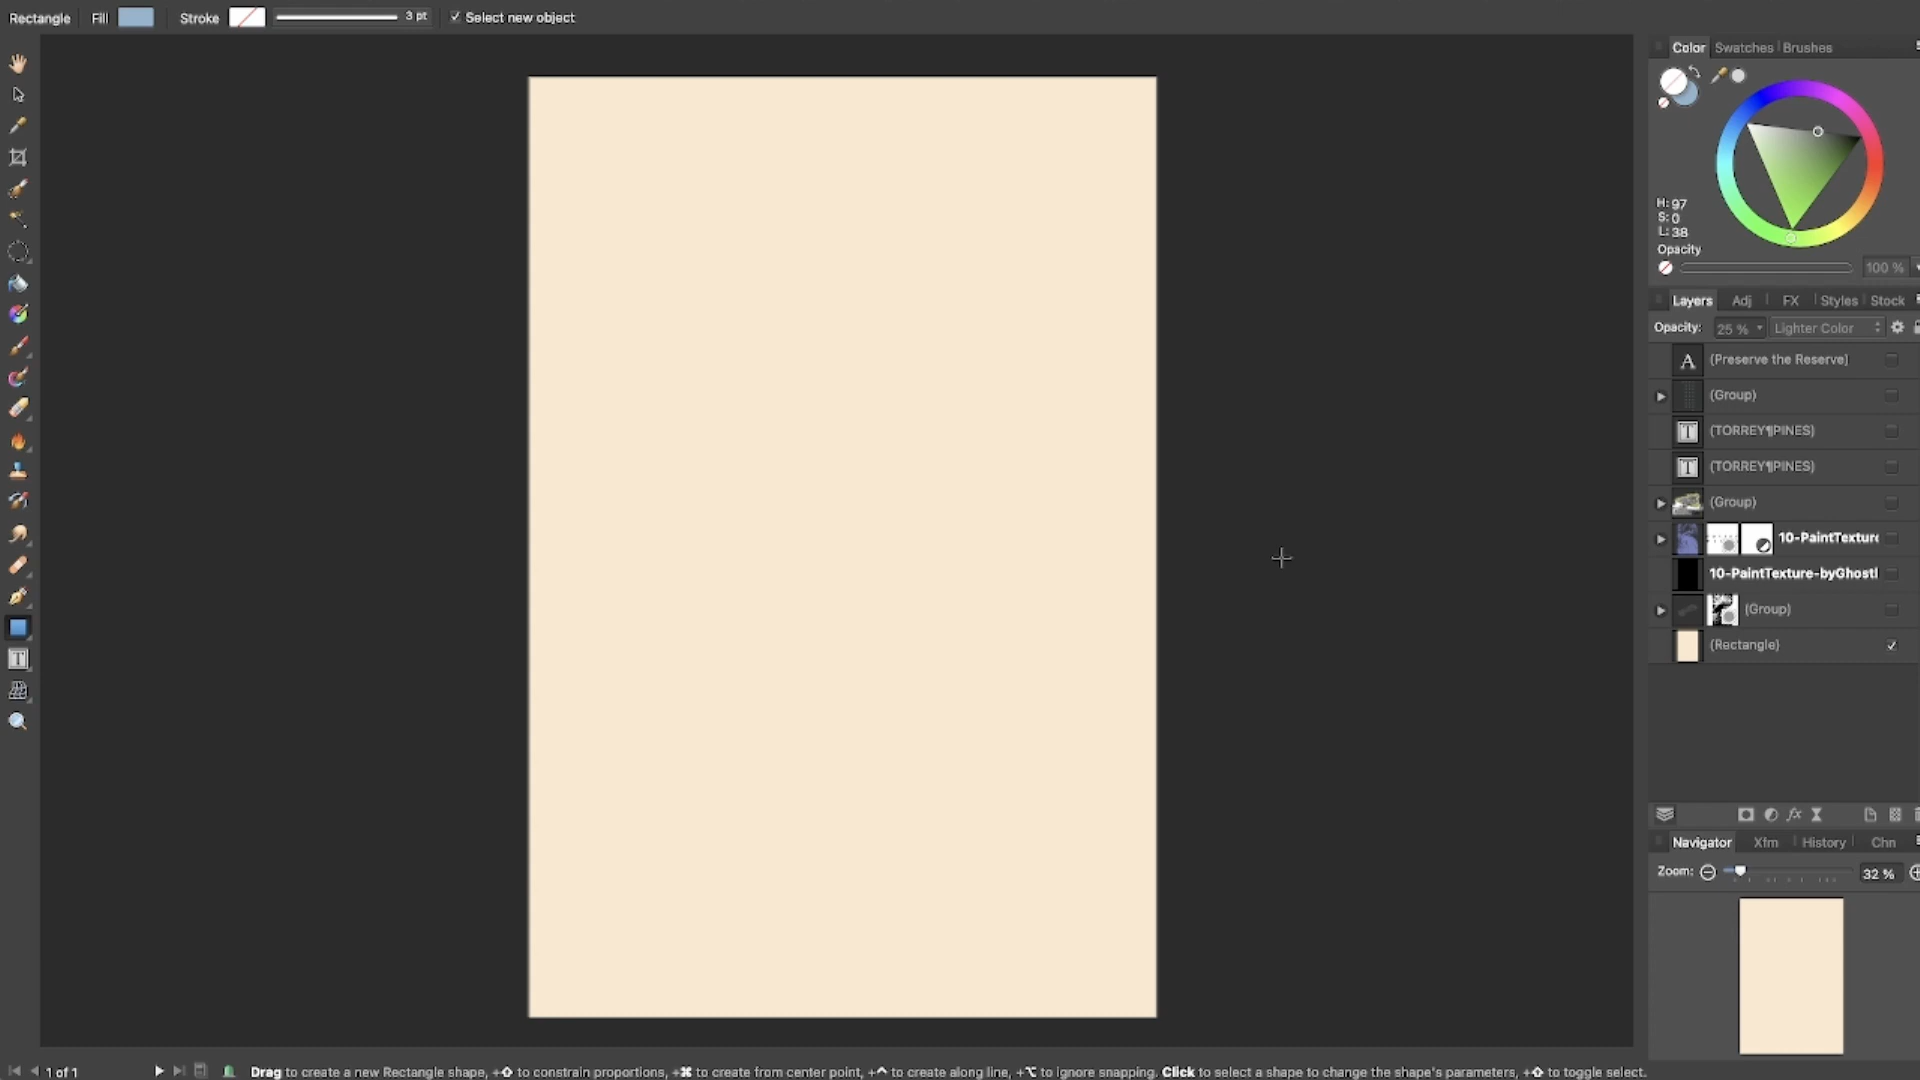 Rectangle Fill Stroke 3 pt Select new object
Color Swatches Brushes
H: 97
S: 0
L: 38
Opacity
100 %
Layers Adj FX Styles Stock
Opacity: 25 % Lighter Color
A (Preserve the Reserve)
(Group)
T (TORREY¶PINES)
T (TORREY¶PINES)
(Group)
10-PaintTexture
10-PaintTexture-byGhostl
(Group)
(Rectangle)
Navigator Xfm History Chn
Zoom: 32 %
1 of 1 Drag to create a new Rectangle shape, +⇧ to constrain proportions, +⌘ to create from center point, +^ to create along line, +⌥ to ignore snapping. Click to select a shape to change the shape's parameters, +⇧ to toggle select.